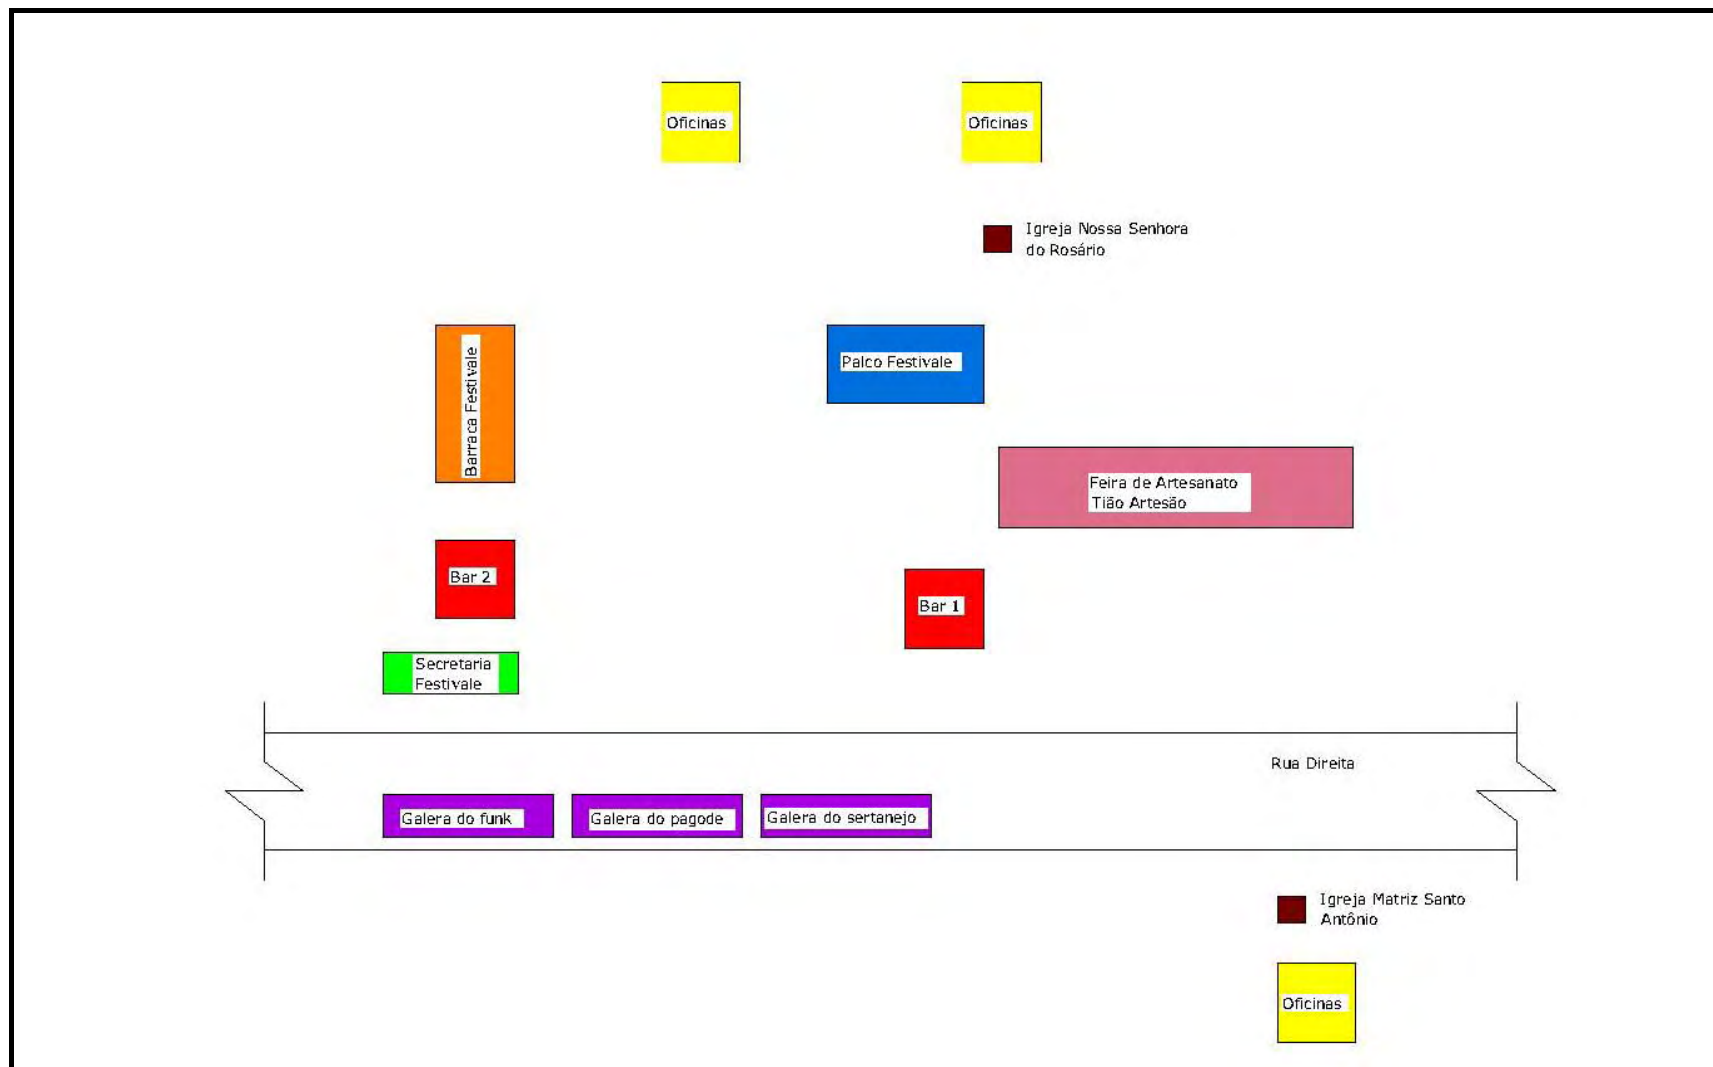 Oficinas
Oficinas
Igreja Nossa Senhora
do Rosário
Barraca Festivale
Palco Festivale
Feira de Artesanato
Tião Artesão
Bar 2
Bar 1
Secretaria
Festivale
Rua Direita
Galera do funk
Galera do pagode
Galera do sertanejo
Igreja Matriz Santo
Antônio
Oficinas